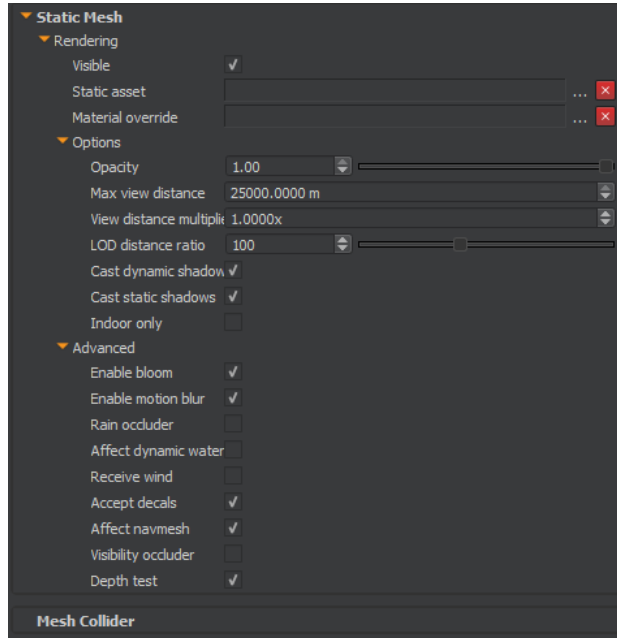 Static Mesh
Rendering
Visible
Static asset ...
Material override ...
Options
Opacity 1.00
Max view distance 25000.0000 m
View distance multiplie 1.0000x
LOD distance ratio 100
Cast dynamic shadow
Cast static shadows
Indoor only
Advanced
Enable bloom
Enable motion blur
Rain occluder
Affect dynamic water
Receive wind
Accept decals
Affect navmesh
Visibility occluder
Depth test
Mesh Collider